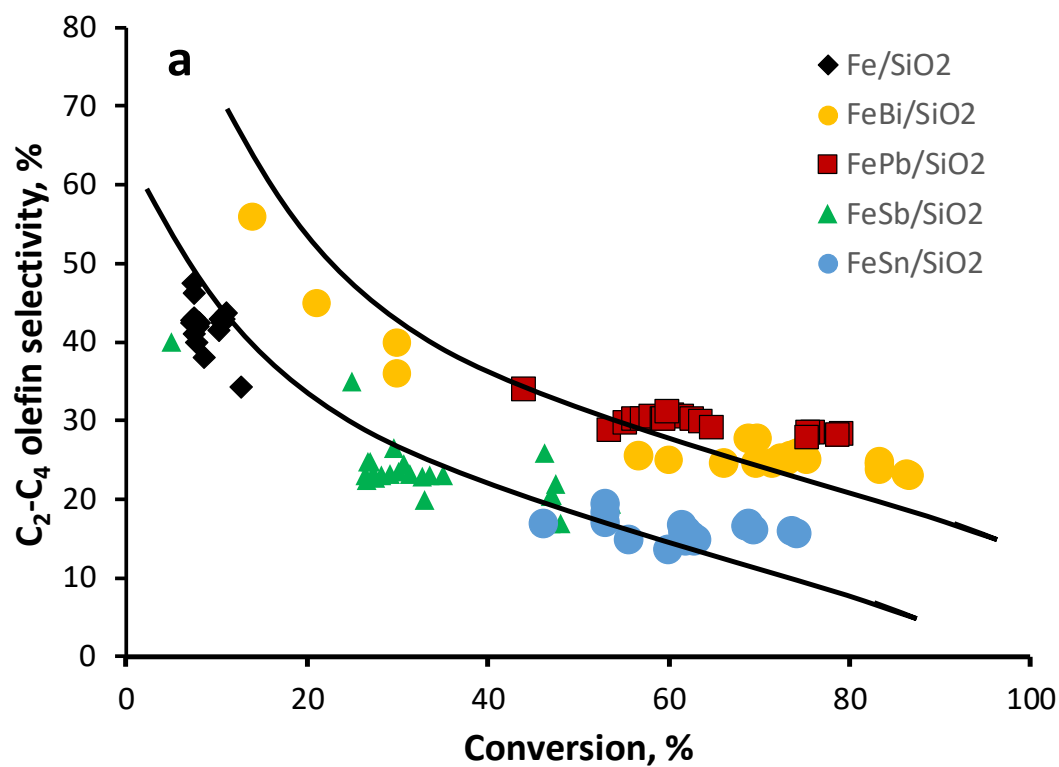 a
80
70
60
50
40
30
20
10
0
C₂-C₄ olefin selectivity, %
Fe/SiO2
FeBi/SiO2
FePb/SiO2
FeSb/SiO2
FeSn/SiO2
0 20 40 60 80 100
Conversion, %